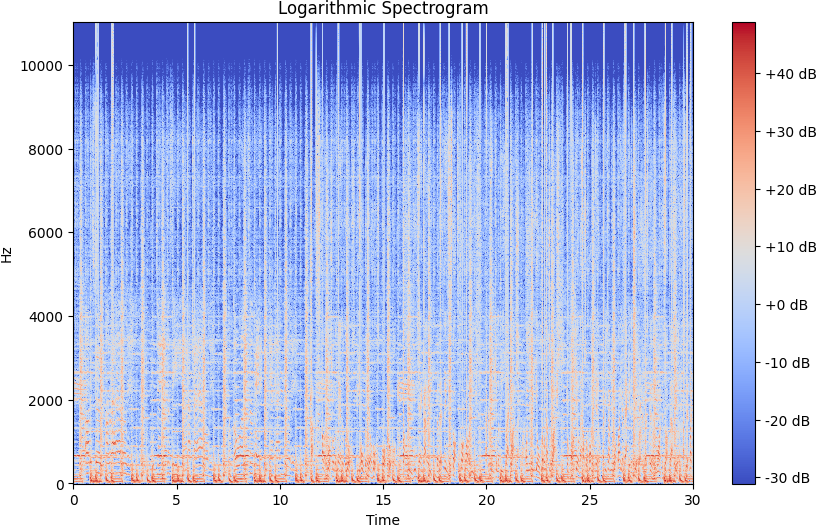 Logarithmic Spectrogram
Hz
10000
8000
6000
4000
2000
0
0 5 10 15 20 25 30
Time
+40 dB
+30 dB
+20 dB
+10 dB
+0 dB
-10 dB
-20 dB
-30 dB